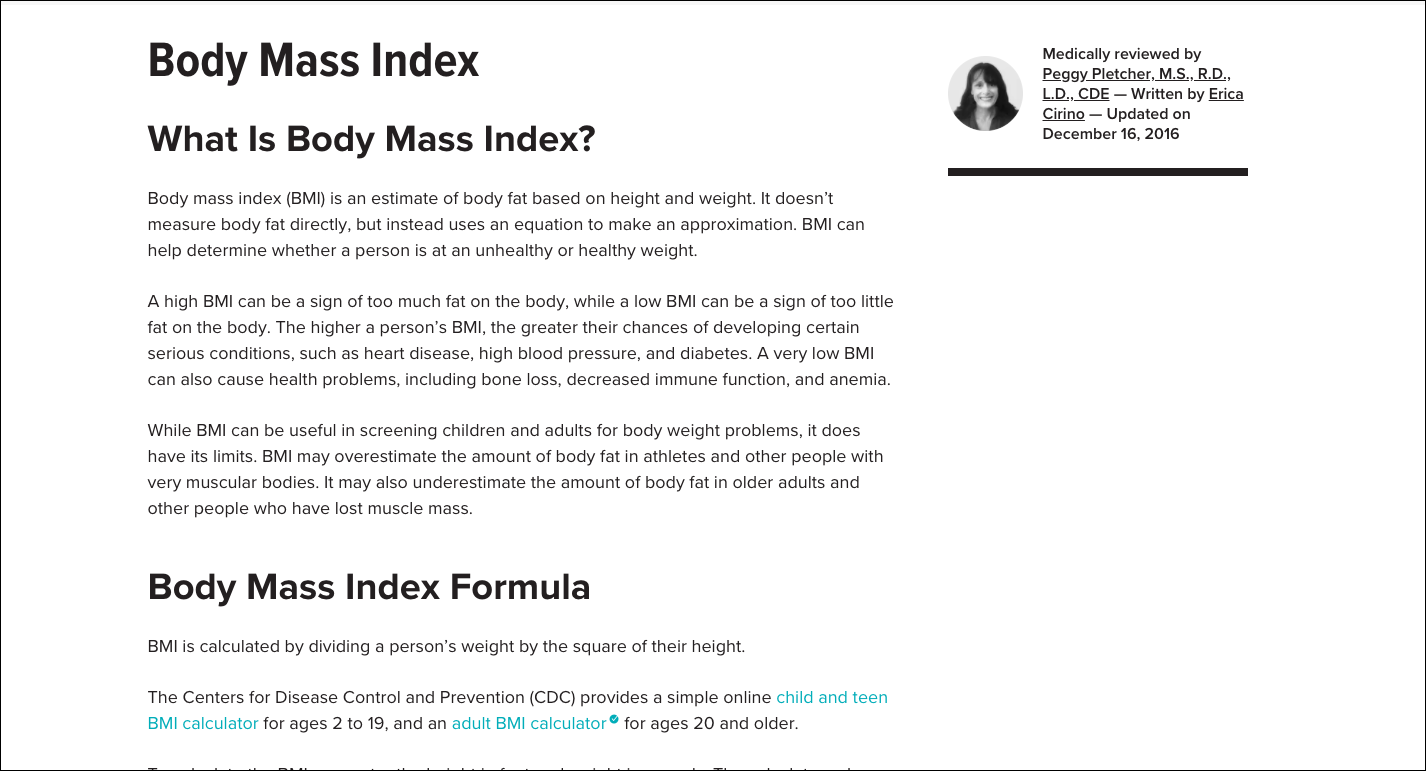 Body Mass Index
Medically reviewed by
Peggy Pletcher, M.S., R.D.,
L.D., CDE — Written by Erica
Cirino — Updated on
December 16, 2016
What Is Body Mass Index?
Body mass index (BMI) is an estimate of body fat based on height and weight. It doesn’t
measure body fat directly, but instead uses an equation to make an approximation. BMI can
help determine whether a person is at an unhealthy or healthy weight.
A high BMI can be a sign of too much fat on the body, while a low BMI can be a sign of too little
fat on the body. The higher a person’s BMI, the greater their chances of developing certain
serious conditions, such as heart disease, high blood pressure, and diabetes. A very low BMI
can also cause health problems, including bone loss, decreased immune function, and anemia.
While BMI can be useful in screening children and adults for body weight problems, it does
have its limits. BMI may overestimate the amount of body fat in athletes and other people with
very muscular bodies. It may also underestimate the amount of body fat in older adults and
other people who have lost muscle mass.
Body Mass Index Formula
BMI is calculated by dividing a person’s weight by the square of their height.
The Centers for Disease Control and Prevention (CDC) provides a simple online child and teen
BMI calculator for ages 2 to 19, and an adult BMI calculator for ages 20 and older.